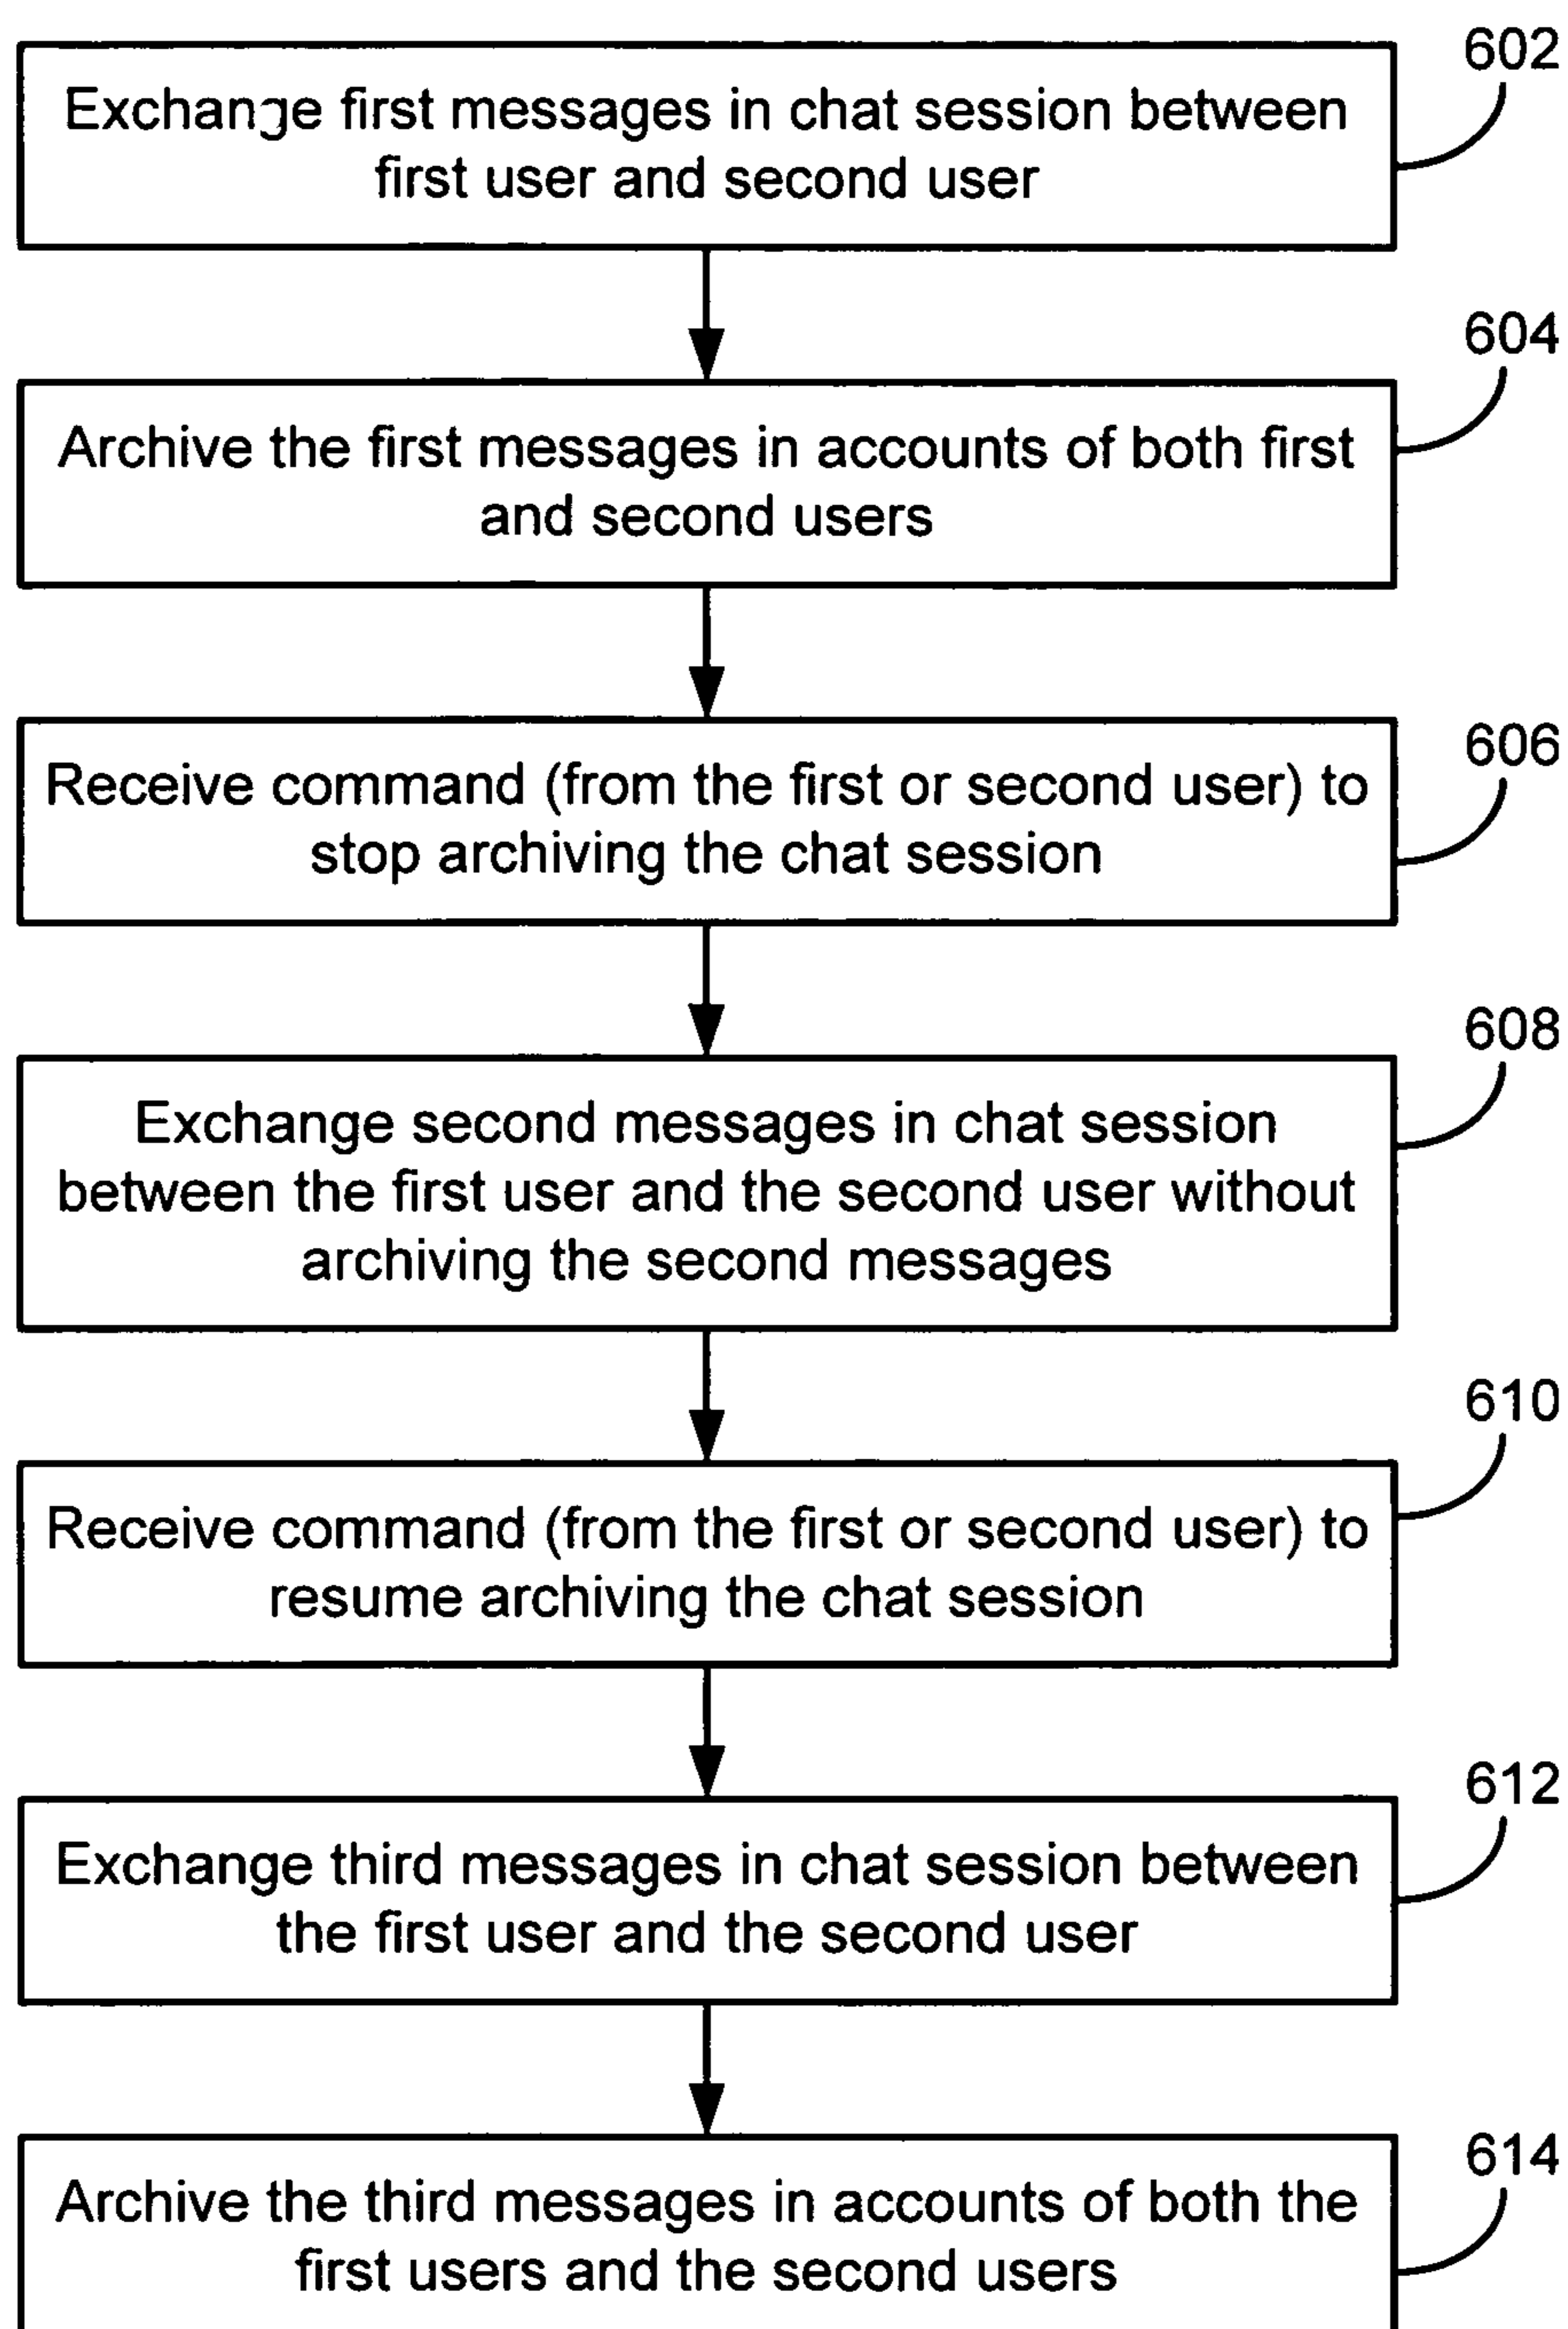 602
Exchange first messages in chat session between
first user and second user
604
Archive the first messages in accounts of both first
and second users
606
Receive command (from the first or second user) to
stop archiving the chat session
608
Exchange second messages in chat session
between the first user and the second user without
archiving the second messages
610
Receive command (from the first or second user) to
resume archiving the chat session
612
Exchange third messages in chat session between
the first user and the second user
614
Archive the third messages in accounts of both the
first users and the second users